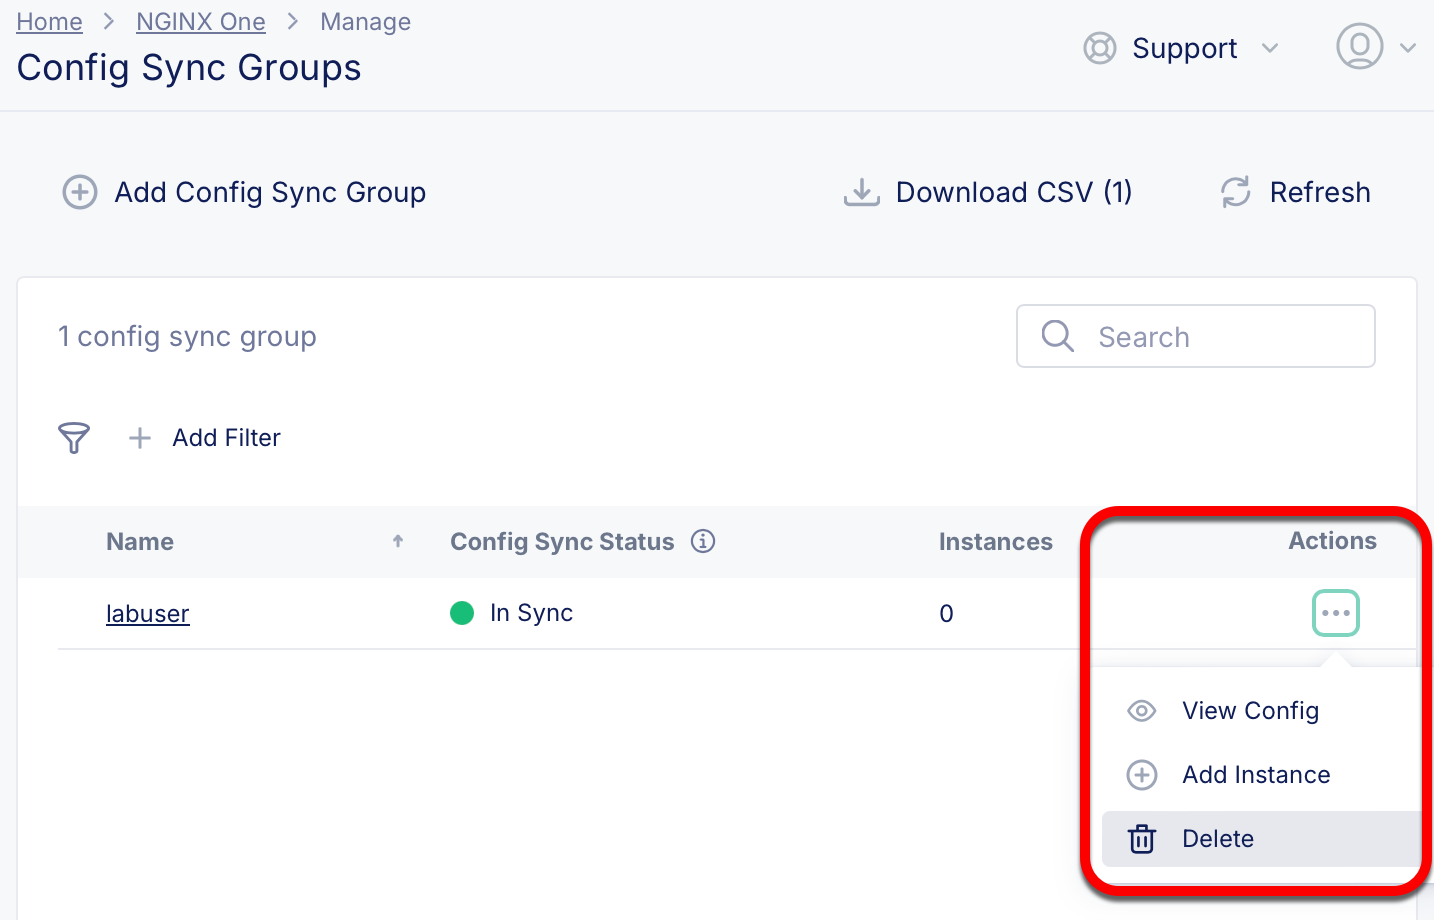 Home > NGINX One > Manage
Config Sync Groups
Support
Add Config Sync Group
Download CSV (1)
Refresh
1 config sync group
Search
Add Filter
Name Config Sync Status Instances Actions
labuser In Sync 0
View Config
Add Instance
Delete